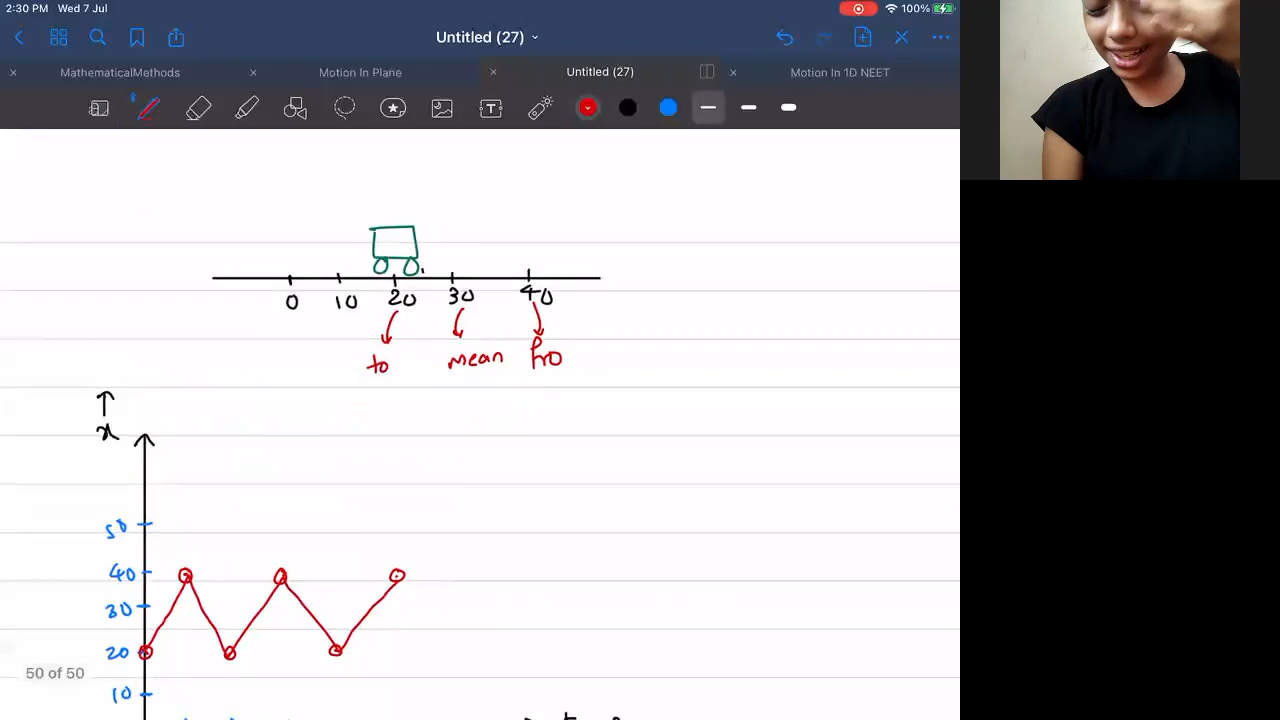 2:30 PM Wed 7 Jul
100%
Untitled (27)
MathematicalMethods
Motion In Plane
Untitled (27)
Motion In 1D NEET
T
0 10 20 30 40
to mean fro
x
50
40
30
20
50 of 50
10